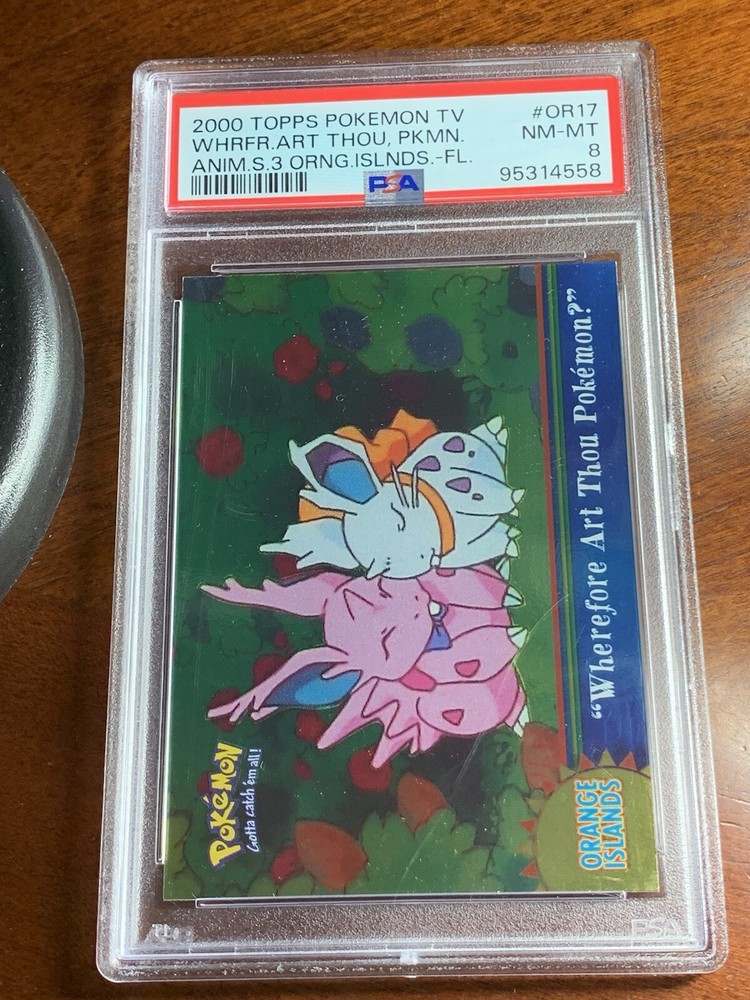 2000 TOPPS POKEMON TV
WHRFR.ART THOU, PKMN.
ANIM.S.3 ORNG.ISLNDS.-FL.
#OR17
NM-MT
8
95314558
PSA
POKéMON
Gotta catch 'em all!
"Wherefore Art Thou Pokémon?"
ORANGE
ISLANDS
PSA